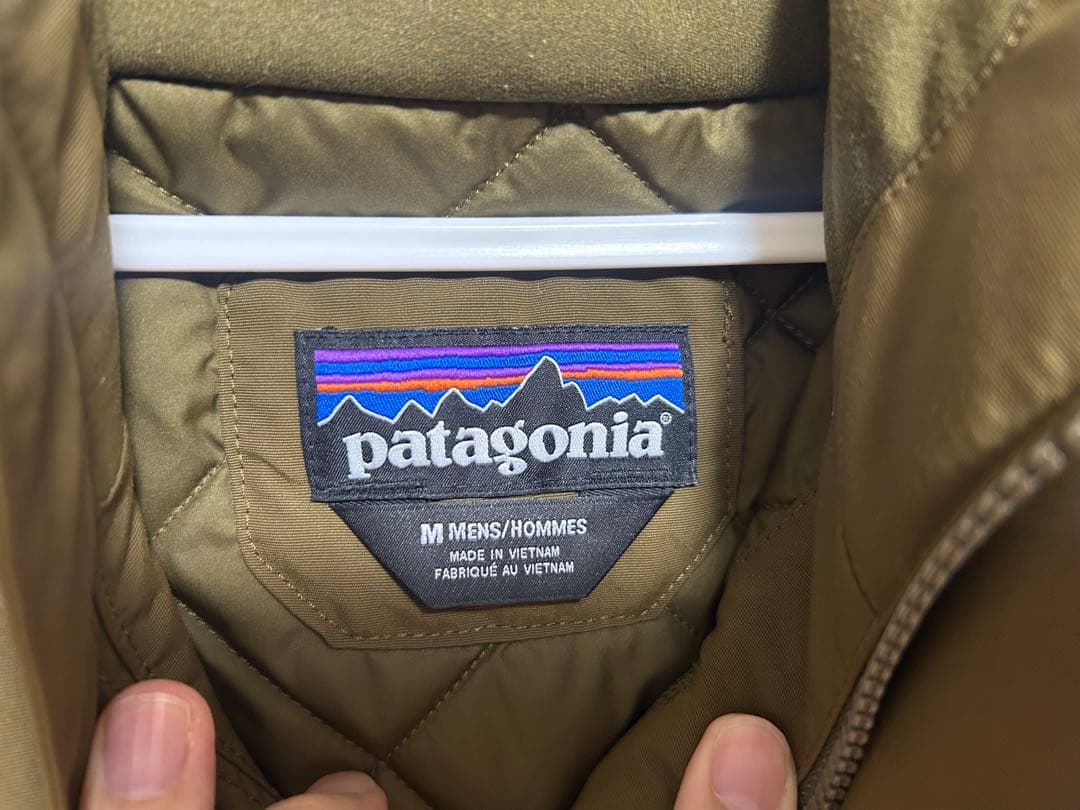 patagonia®
M MENS/HOMMES
MADE IN VIETNAM
FABRIQUÉ AU VIETNAM